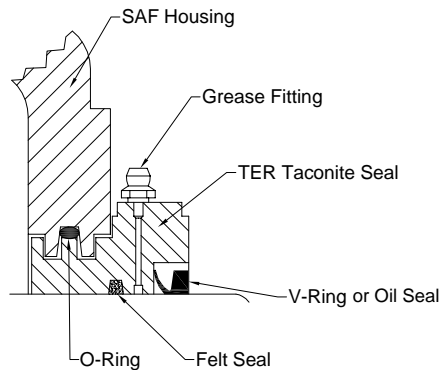 SAF Housing
Grease Fitting
TER Taconite Seal
V-Ring or Oil Seal
O-Ring
Felt Seal